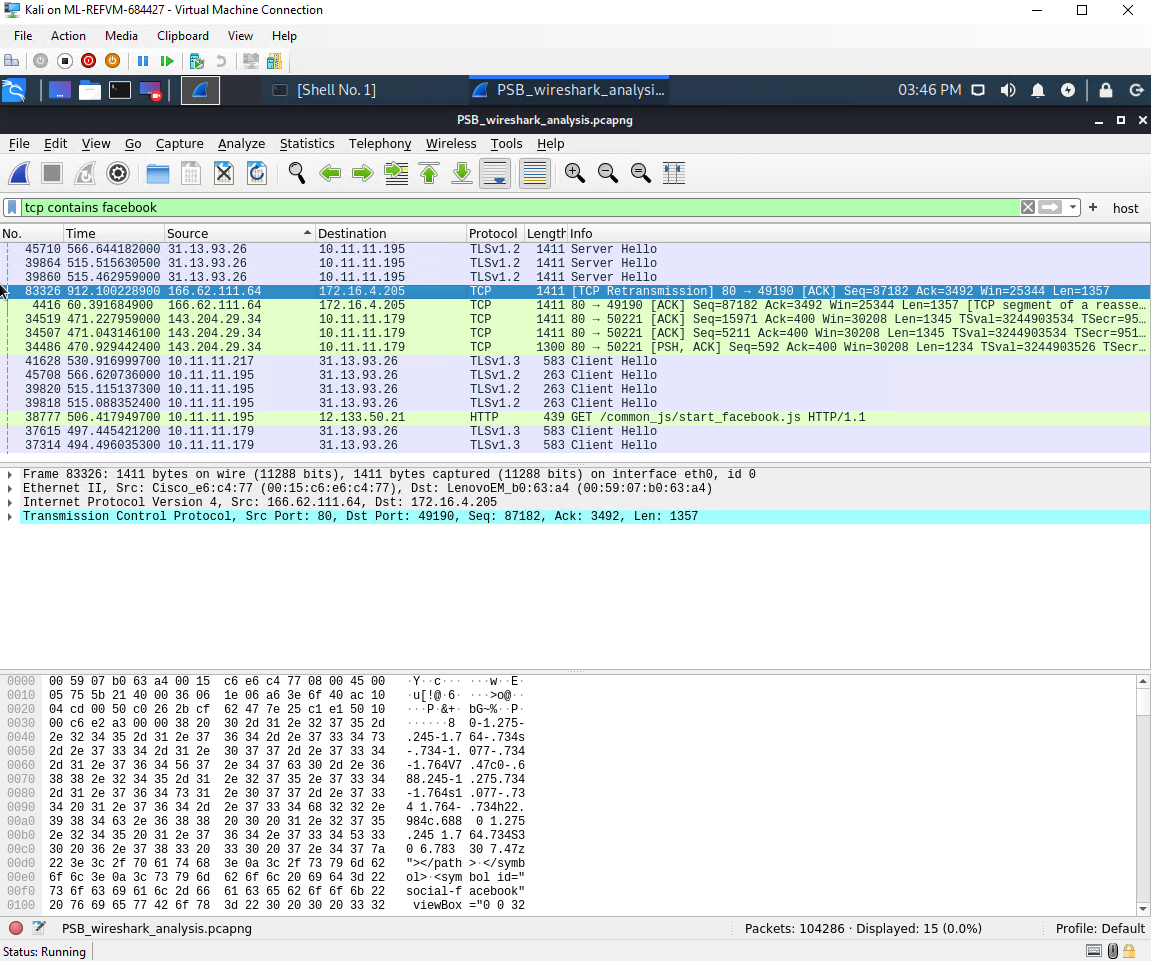 Kali on ML-REFVM-684427 - Virtual Machine Connection
File Action Media Clipboard View Help
[Shell No. 1] PSB_wireshark_analysi... 03:46 PM
PSB_wireshark_analysis.pcapng
File Edit View Go Capture Analyze Statistics Telephony Wireless Tools Help
tcp contains facebook + host
No. Time Source Destination Protocol Length Info
45710 566.644182000 31.13.93.26 10.11.11.195 TLSv1.2 1411 Server Hello
39864 515.515630500 31.13.93.26 10.11.11.195 TLSv1.2 1411 Server Hello
39860 515.462959000 31.13.93.26 10.11.11.195 TLSv1.2 1411 Server Hello
83326 912.100228900 166.62.111.64 172.16.4.205 TCP 1411 [TCP Retransmission] 80 → 49190 [ACK] Seq=87182 Ack=3492 Win=25344 Len=1357
4416 60.391684900 166.62.111.64 172.16.4.205 TCP 1411 80 → 49190 [ACK] Seq=87182 Ack=3492 Win=25344 Len=1357 [TCP segment of a reasse…
34519 471.227959000 143.204.29.34 10.11.11.179 TCP 1411 80 → 50221 [ACK] Seq=15971 Ack=400 Win=30208 Len=1345 TSval=3244903534 TSecr=95…
34507 471.043146100 143.204.29.34 10.11.11.179 TCP 1411 80 → 50221 [ACK] Seq=5211 Ack=400 Win=30208 Len=1345 TSval=3244903534 TSecr=951…
34486 470.929442400 143.204.29.34 10.11.11.179 TCP 1300 80 → 50221 [PSH, ACK] Seq=592 Ack=400 Win=30208 Len=1234 TSval=3244903526 TSecr…
41628 530.916999700 10.11.11.217 31.13.93.26 TLSv1.3 583 Client Hello
45708 566.620736000 10.11.11.195 31.13.93.26 TLSv1.2 263 Client Hello
39820 515.115137300 10.11.11.195 31.13.93.26 TLSv1.2 263 Client Hello
39818 515.088352400 10.11.11.195 31.13.93.26 TLSv1.2 263 Client Hello
38777 506.417949700 10.11.11.195 12.133.50.21 HTTP 439 GET /common_js/start_facebook.js HTTP/1.1
37615 497.445421200 10.11.11.179 31.13.93.26 TLSv1.3 583 Client Hello
37314 494.496035300 10.11.11.179 31.13.93.26 TLSv1.3 583 Client Hello
Frame 83326: 1411 bytes on wire (11288 bits), 1411 bytes captured (11288 bits) on interface eth0, id 0
Ethernet II, Src: Cisco_e6:c4:77 (00:15:c6:e6:c4:77), Dst: LenovoEM_b0:63:a4 (00:59:07:b0:63:a4)
Internet Protocol Version 4, Src: 166.62.111.64, Dst: 172.16.4.205
Transmission Control Protocol, Src Port: 80, Dst Port: 49190, Seq: 87182, Ack: 3492, Len: 1357
0000 00 59 07 b0 63 a4 00 15 c6 e6 c4 77 08 00 45 00 ·Y··c··· ···w··E·
0010 05 75 5b 21 40 00 36 06 1e 06 a6 3e 6f 40 ac 10 ·u[!@·6· ···>o@··
0020 04 cd 00 50 c0 26 2b cf 62 47 7e 25 c1 e1 50 10 ···P·&+· bG~%··P·
0030 00 c6 e2 a3 00 00 38 20 30 2d 31 2e 32 37 35 2d ······8 0-1.275-
0040 2e 32 34 35 2d 31 2e 37 36 34 2d 2e 37 33 34 73 .245-1.7 64-.734s
0050 2d 2e 37 33 34 2d 31 2e 30 37 37 2d 2e 37 33 34 -.734-1. 077-.734
0060 2d 31 2e 37 36 34 56 37 2e 34 37 63 30 2d 2e 36 -1.764V7 .47c0-.6
0070 38 38 2e 32 34 35 2d 31 2e 32 37 35 2e 37 33 34 88.245-1 .275.734
0080 2d 31 2e 37 36 34 73 31 2e 30 37 37 2d 2e 37 33 -1.764s1 .077-.73
0090 34 20 31 2e 37 36 34 2d 2e 37 33 34 68 32 32 2e 4 1.764- .734h22.
00a0 39 38 34 63 2e 36 38 38 20 30 20 31 2e 32 37 35 984c.688 0 1.275
00b0 2e 32 34 35 20 31 2e 37 36 34 2e 37 33 34 53 33 .245 1.7 64.734S3
00c0 30 20 36 2e 37 38 33 20 33 30 20 37 2e 34 37 7a 0 6.783 30 7.47z
00d0 22 3e 3c 2f 70 61 74 68 3e 0a 3c 2f 73 79 6d 62 "></path >·</symb
00e0 6f 6c 3e 0a 3c 73 79 6d 62 6f 6c 20 69 64 3d 22 ol>·<sym bol id="
00f0 73 6f 63 69 61 6c 2d 66 61 63 65 62 6f 6f 6b 22 social-f acebook"
0100 20 76 69 65 77 42 6f 78 3d 22 30 20 30 20 33 32 viewBox ="0 0 32
PSB_wireshark_analysis.pcapng Packets: 104286 · Displayed: 15 (0.0%) Profile: Default
Status: Running